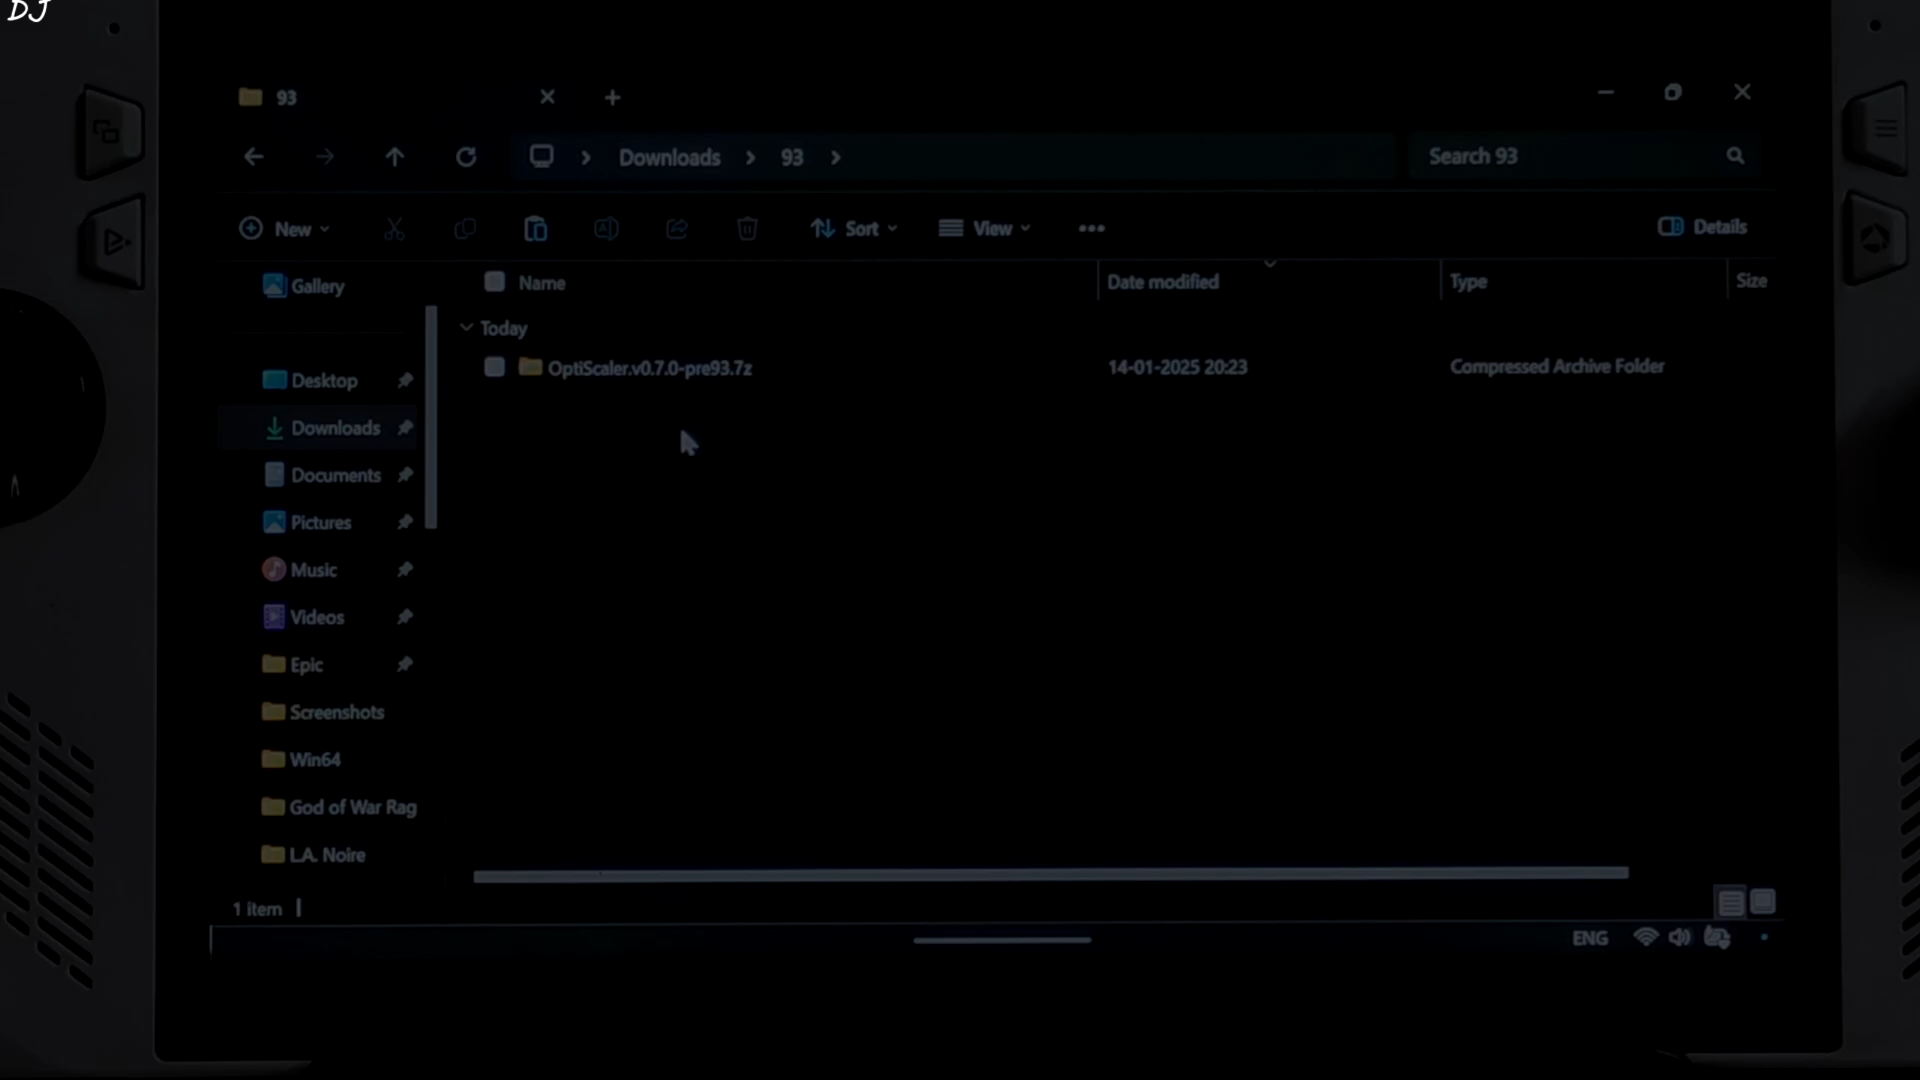 DJ
93
Downloads > 93 >
Search 93
New
Sort
View
Details
Gallery
Name
Date modified
Type
Size
Today
OptiScaler.v0.7.0-pre93.7z
14-01-2025 20:23
Compressed Archive Folder
Desktop
Downloads
Documents
Pictures
Music
Videos
Epic
Screenshots
Win64
God of War Rag
L.A. Noire
1 item
ENG